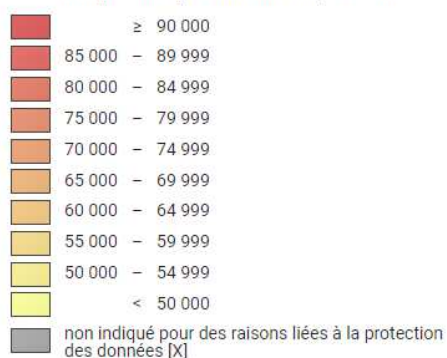 ≥ 90 000
85 000 – 89 999
80 000 – 84 999
75 000 – 79 999
70 000 – 74 999
65 000 – 69 999
60 000 – 64 999
55 000 – 59 999
50 000 – 54 999
< 50 000
non indiqué pour des raisons liées à la protection
des données [X]